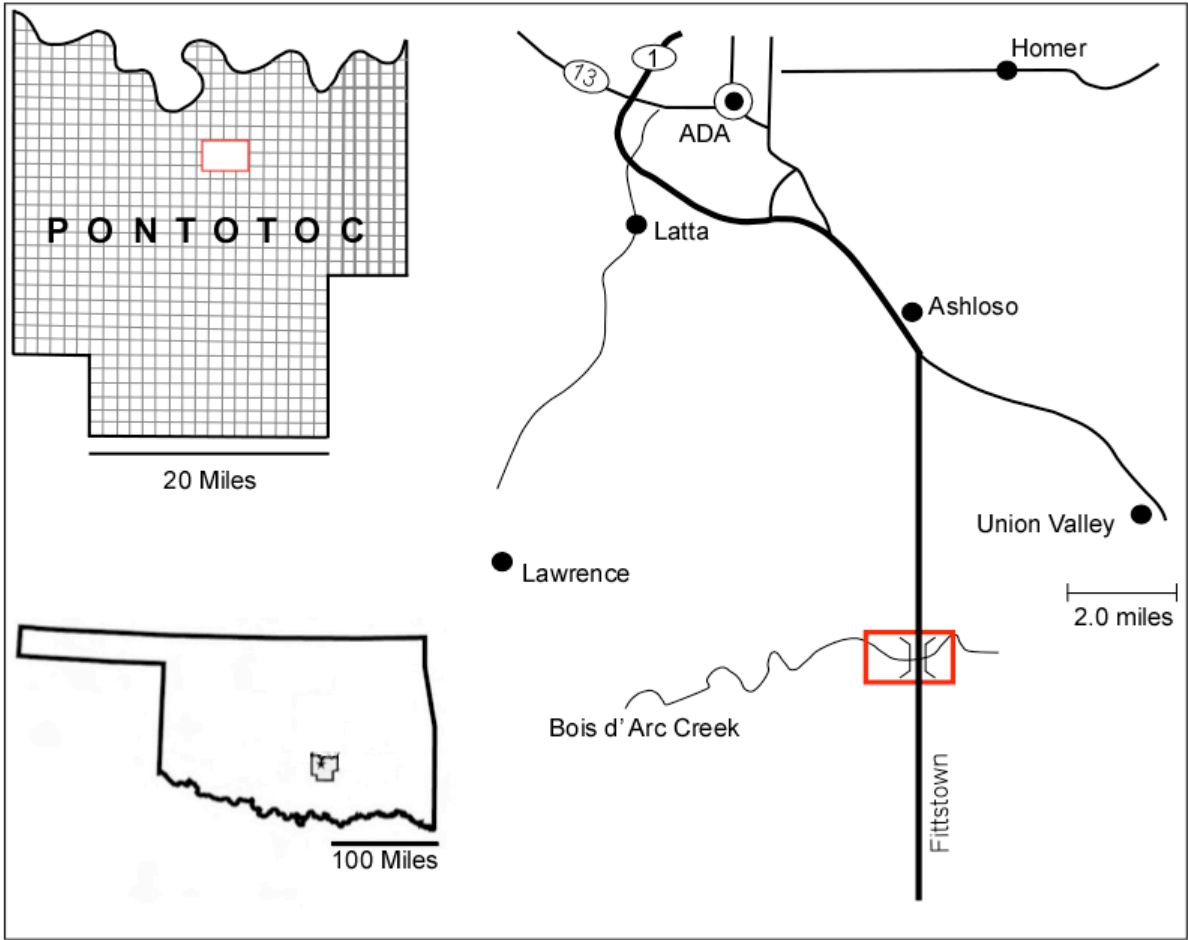 PONTOTOC
20 Miles
100 Miles
13
1
ADA
Homer
Latta
Ashloso
Union Valley
Lawrence
2.0 miles
Bois d' Arc Creek
Fittstown